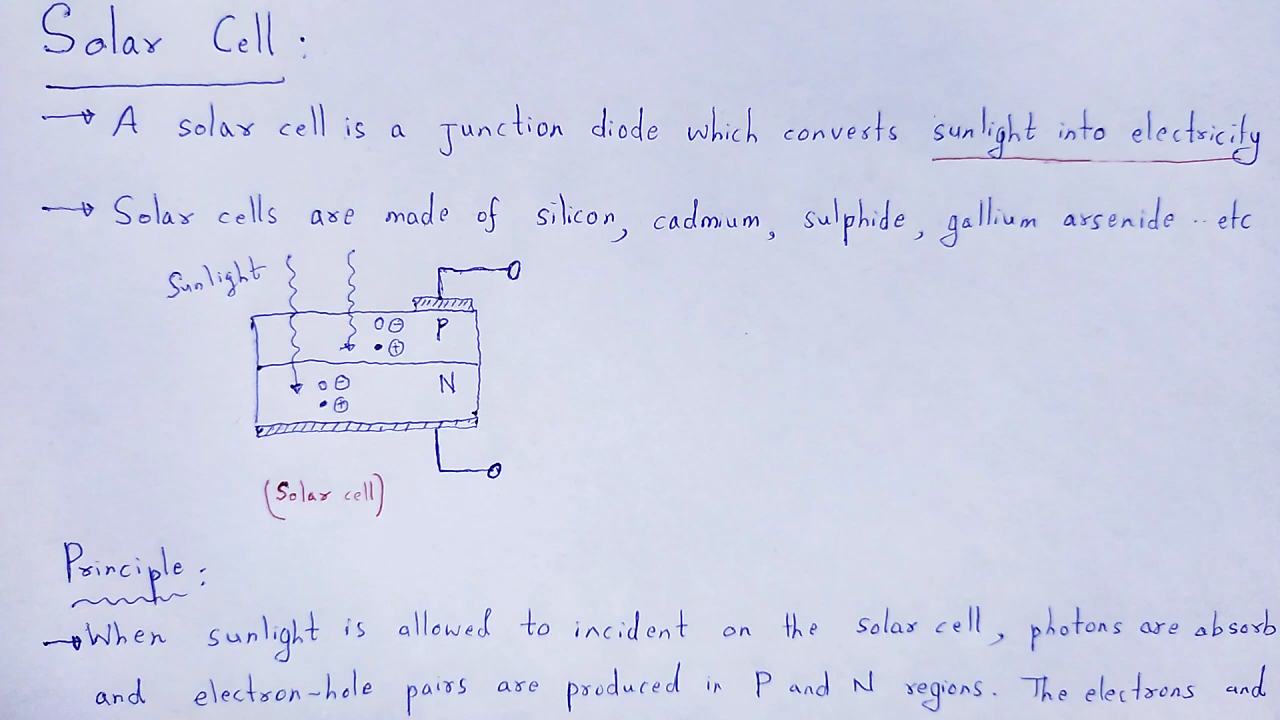 Solar Cell :
→ A solar cell is a Junction diode which converts sunlight into electricity
→ Solar cells are made of silicon, cadmium, sulphide, gallium arsenide .. etc
Sunlight
P
N
(Solar cell)
Principle :
→ When sunlight is allowed to incident on the solar cell, photons are absorb
and electron-hole pairs are produced in P and N regions. The electrons and